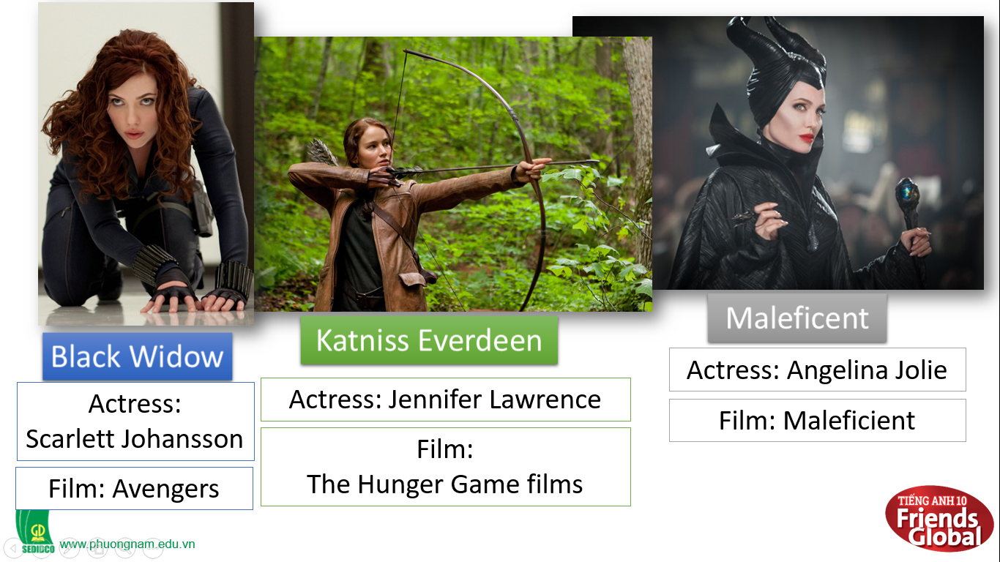 Black Widow
Actress:
Scarlett Johansson
Film: Avengers
Katniss Everdeen
Actress: Jennifer Lawrence
Film:
The Hunger Game films
Maleficent
Actress: Angelina Jolie
Film: Maleficient
GD
SEDIDCO
www.phuongnam.edu.vn
TIẾNG ANH 10
Friends
Global